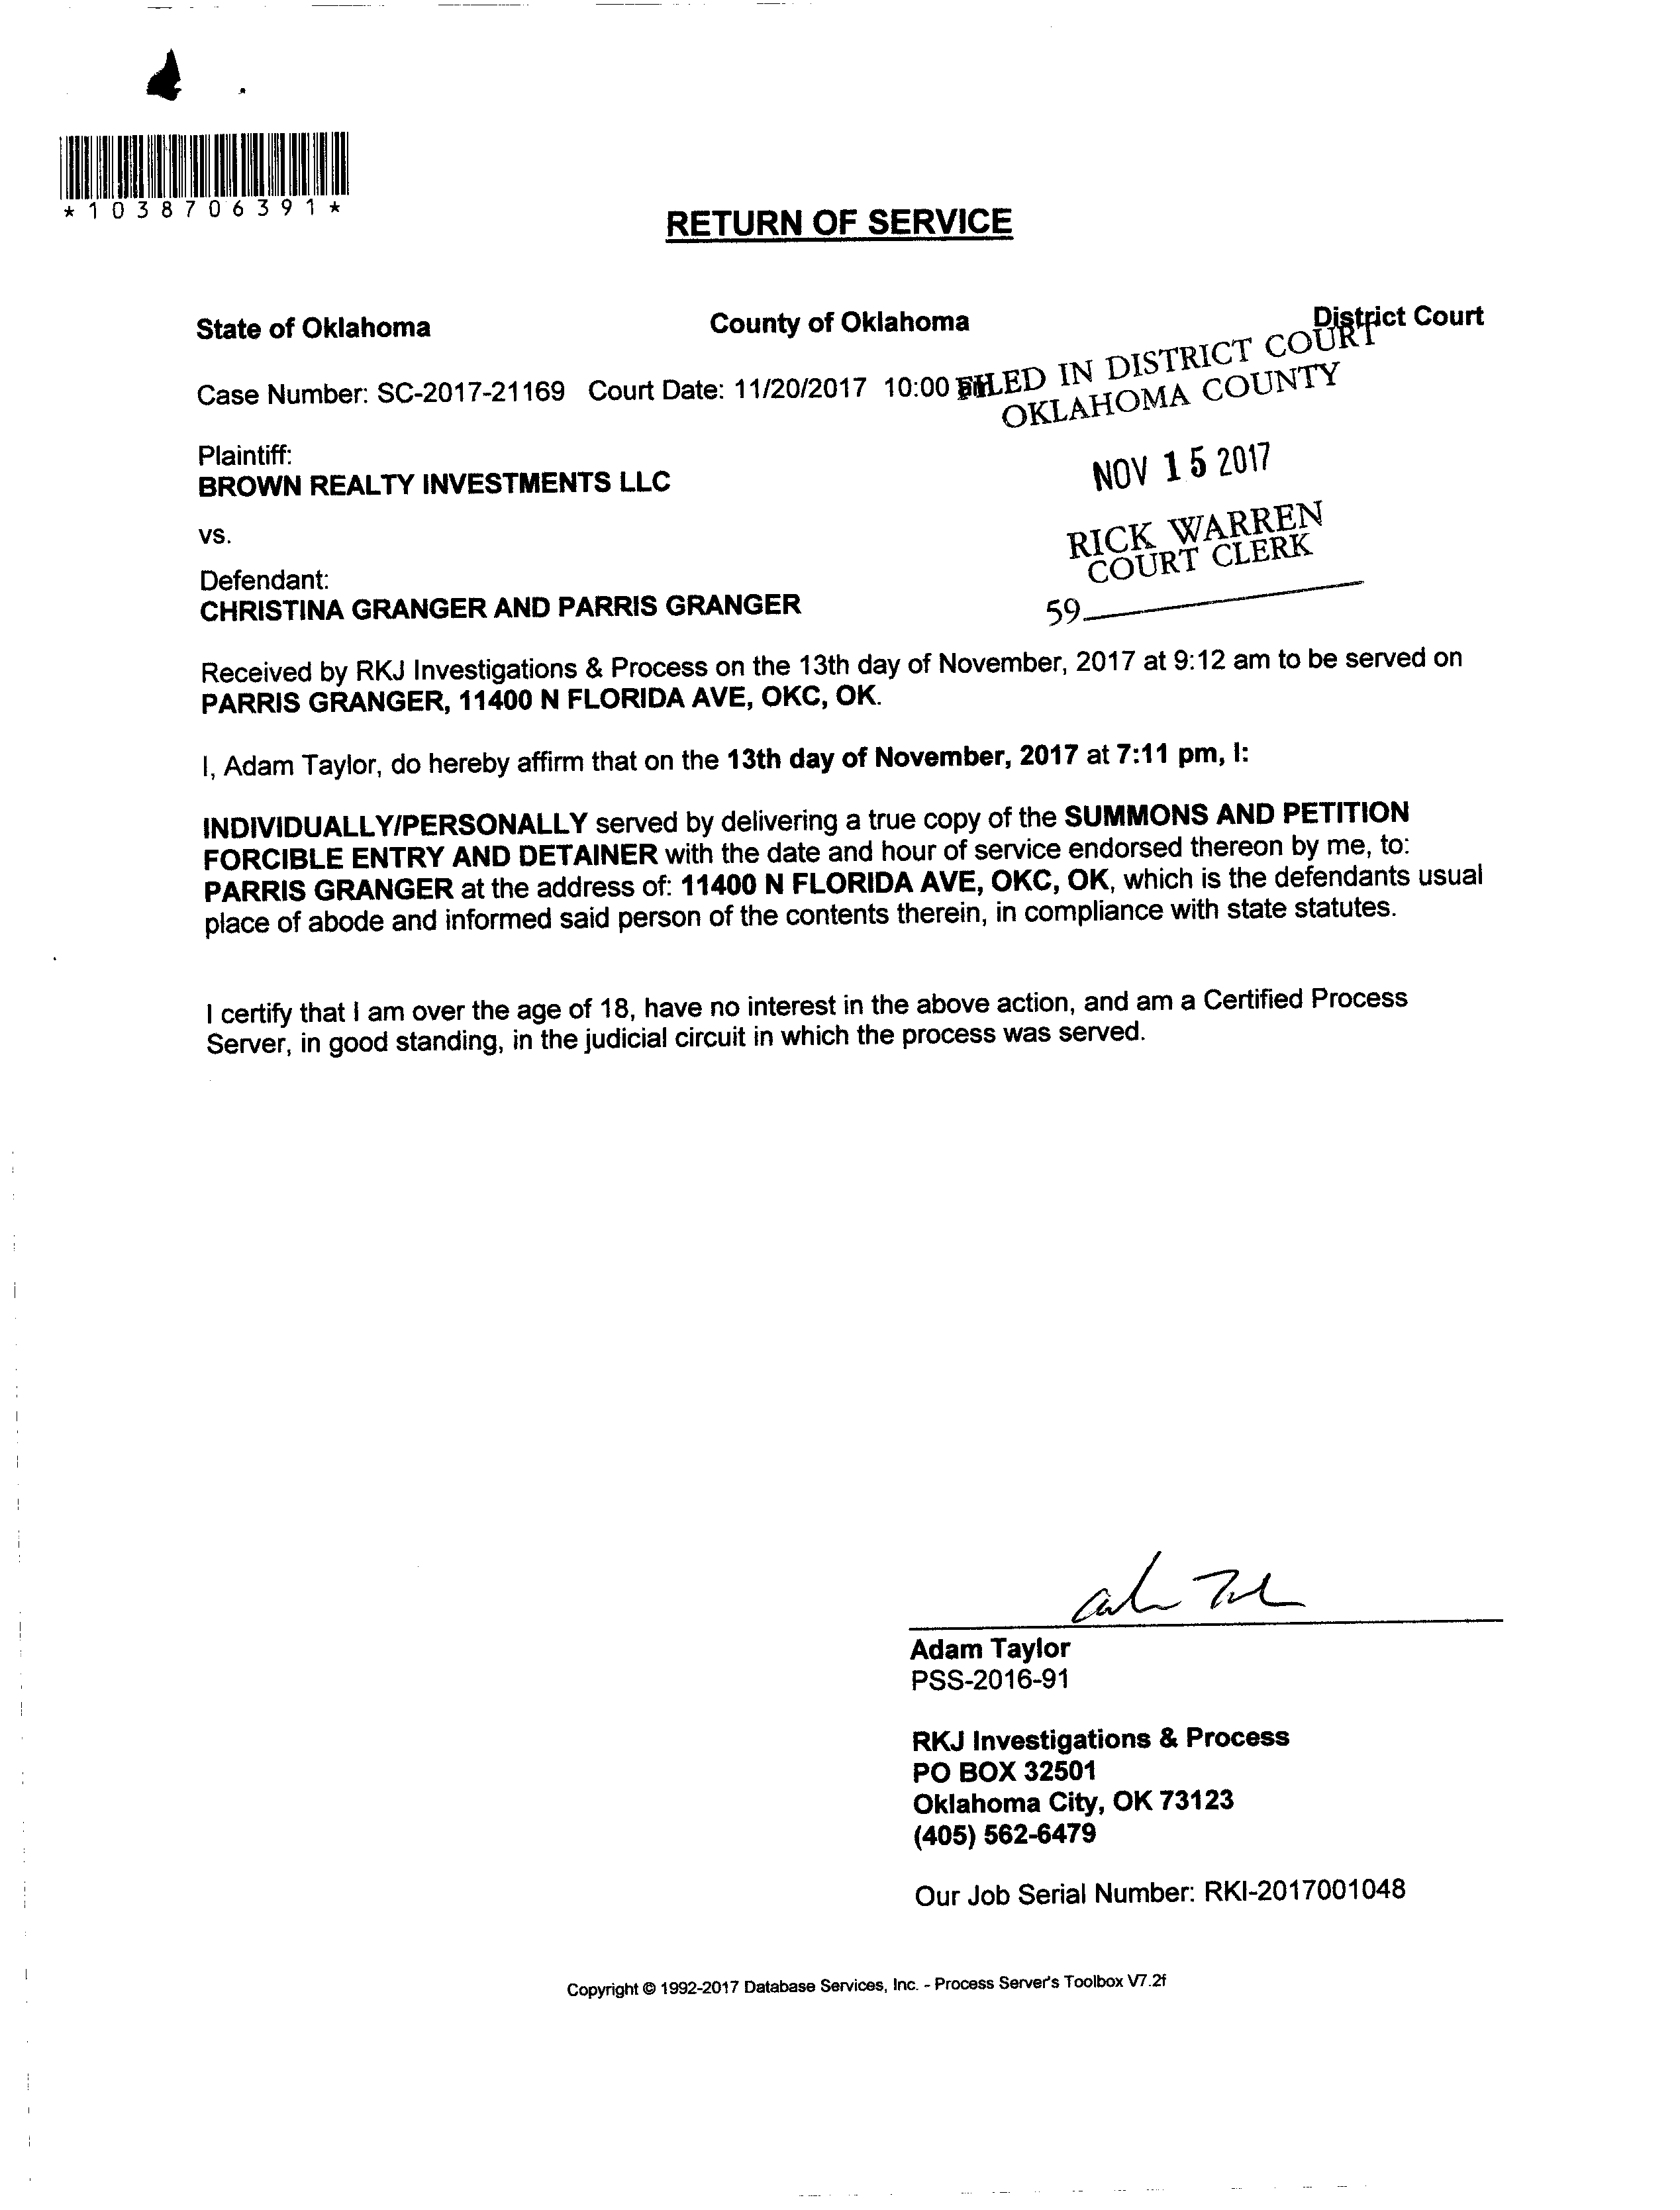 *1038706391*
RETURN OF SERVICE
State of Oklahoma County of Oklahoma District Court
Case Number: SC-2017-21169 Court Date: 11/20/2017 10:00
FILED IN DISTRICT COURT
OKLAHOMA COUNTY
Plaintiff:
BROWN REALTY INVESTMENTS LLC
NOV 15 2017
vs.
RICK WARREN
COURT CLERK
Defendant:
CHRISTINA GRANGER AND PARRIS GRANGER
59
Received by RKJ Investigations & Process on the 13th day of November, 2017 at 9:12 am to be served on
PARRIS GRANGER, 11400 N FLORIDA AVE, OKC, OK.
I, Adam Taylor, do hereby affirm that on the 13th day of November, 2017 at 7:11 pm, I:
INDIVIDUALLY/PERSONALLY served by delivering a true copy of the SUMMONS AND PETITION
FORCIBLE ENTRY AND DETAINER with the date and hour of service endorsed thereon by me, to:
PARRIS GRANGER at the address of: 11400 N FLORIDA AVE, OKC, OK, which is the defendants usual
place of abode and informed said person of the contents therein, in compliance with state statutes.
I certify that I am over the age of 18, have no interest in the above action, and am a Certified Process
Server, in good standing, in the judicial circuit in which the process was served.
Adam Taylor
PSS-2016-91
RKJ Investigations & Process
PO BOX 32501
Oklahoma City, OK 73123
(405) 562-6479
Our Job Serial Number: RKI-2017001048
Copyright © 1992-2017 Database Services, Inc. - Process Server's Toolbox V7.2f